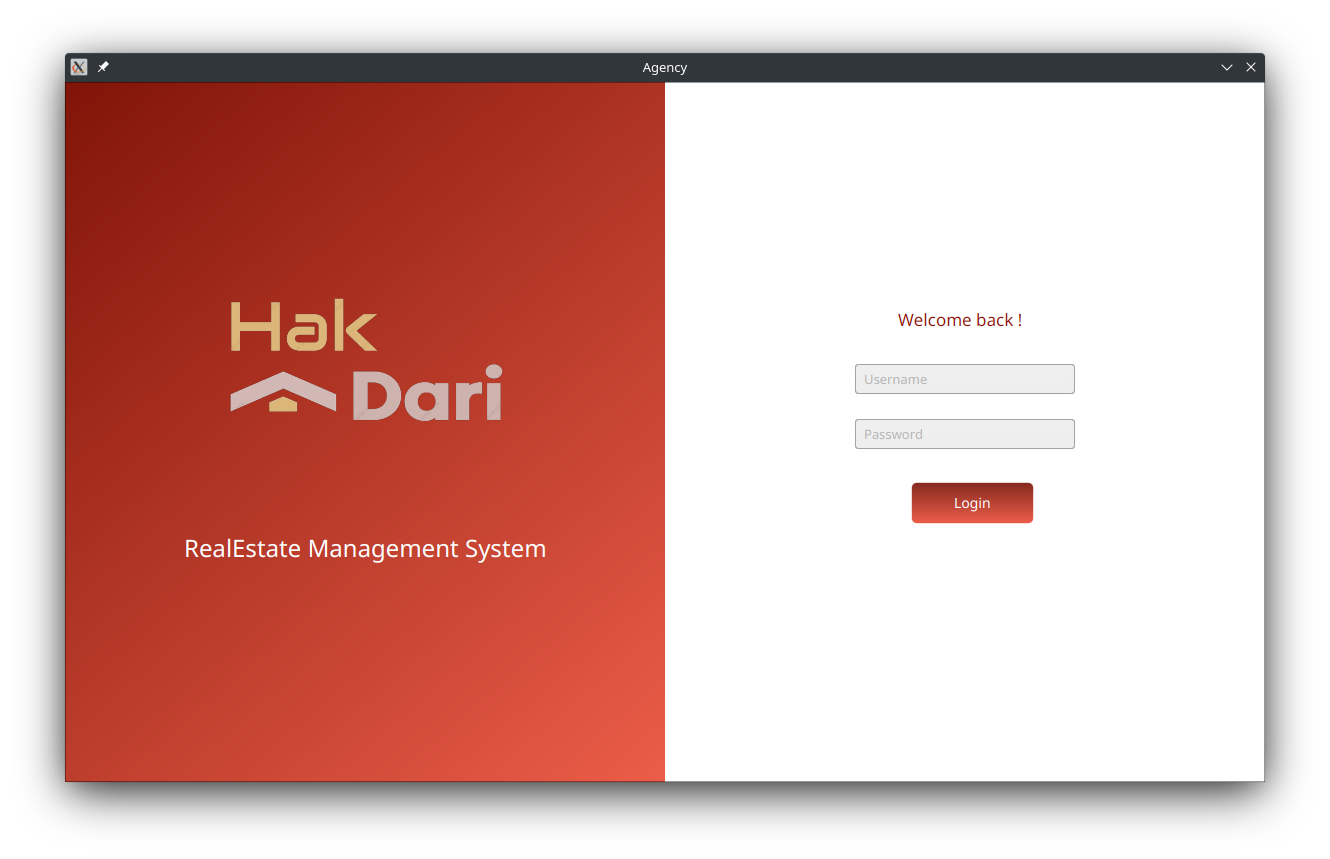 Agency
Hak
Dari
RealEstate Management System
Welcome back !
Username
Password
Login